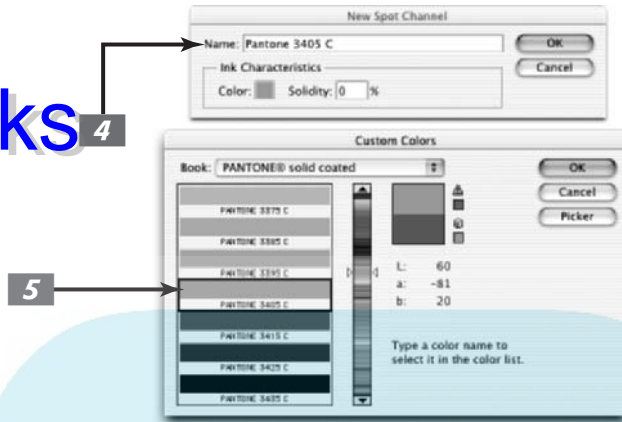 New Spot Channel
Name: Pantone 3405 C
OK
Ink Characteristics
Cancel
Color: Solidity: 0 %
ks
4
Custom Colors
Book: PANTONE® solid coated
OK
Cancel
Picker
PANTONE 3375 C
PANTONE 3385 C
PANTONE 3395 C
PANTONE 3405 C
PANTONE 3415 C
PANTONE 3425 C
PANTONE 3435 C
L: 60
a: -81
b: 20
5
Type a color name to
select it in the color list.